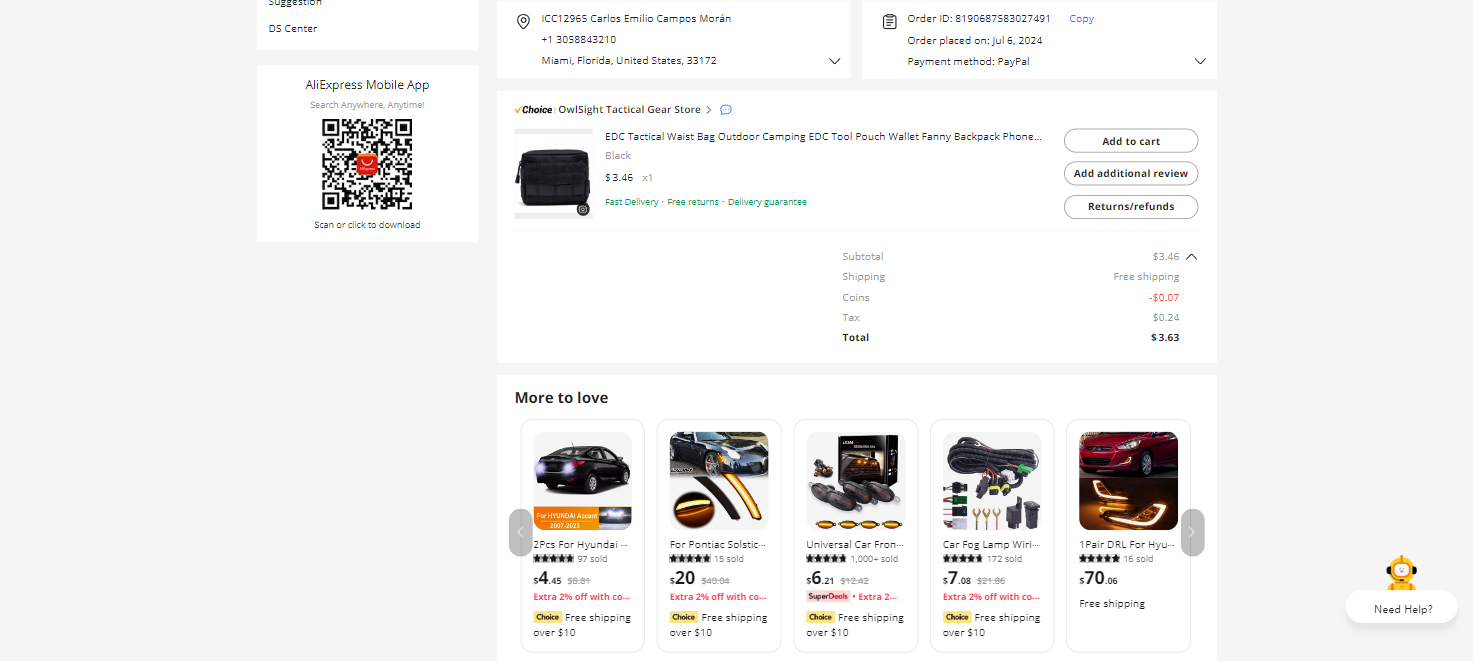 Suggestion
DS Center
AliExpress Mobile App
Search Anywhere, Anytime!
AliExpress
Scan or click to download
ICC12965 Carlos Emilio Campos Morán
+1 3058843210
Miami, Florida, United States, 33172
Order ID: 8190687583027491 Copy
Order placed on: Jul 6, 2024
Payment method: PayPal
Choice OwlSight Tactical Gear Store
EDC Tactical Waist Bag Outdoor Camping EDC Tool Pouch Wallet Fanny Backpack Phone...
Black
$3.46 x1
Fast Delivery · Free returns · Delivery guarantee
Add to cart
Add additional review
Returns/refunds
Subtotal $3.46
Shipping Free shipping
Coins -$0.07
Tax $0.24
Total $3.63
More to love
For HYUNDAI Accent
2007-2023
2Pcs For Hyundai ...
97 sold
$4.45 $8.81
Extra 2% off with co...
Choice Free shipping
over $10
For Pontiac Solstic...
15 sold
$20 $40.04
Extra 2% off with co...
Choice Free shipping
over $10
Universal Car Fron...
1,000+ sold
$6.21 $12.42
SuperDeals • Extra 2...
Choice Free shipping
over $10
Car Fog Lamp Wiri...
172 sold
$7.08 $21.86
Extra 2% off with co...
Choice Free shipping
over $10
1Pair DRL For Hyu...
16 sold
$70.06
Free shipping
Need Help?